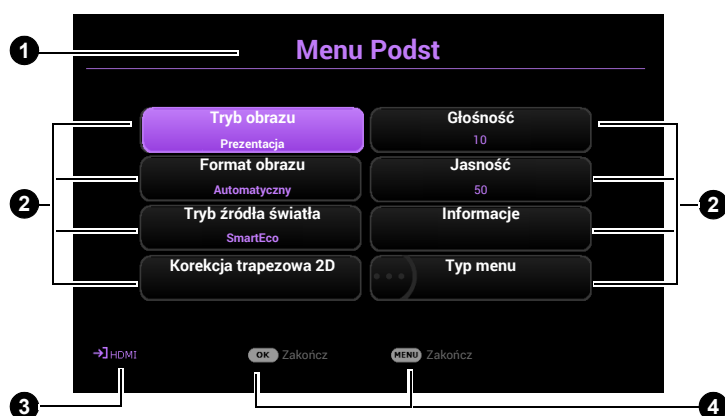 1
Menu Podst
Tryb obrazu
Prezentacja
Głośność
10
Format obrazu
Automatyczny
Jasność
50
2
Tryb źródła światła
SmartEco
Informacje
2
Korekcja trapezowa 2D
Typ menu
HDMI
OK Zakończ
MENU Zakończ
3
4